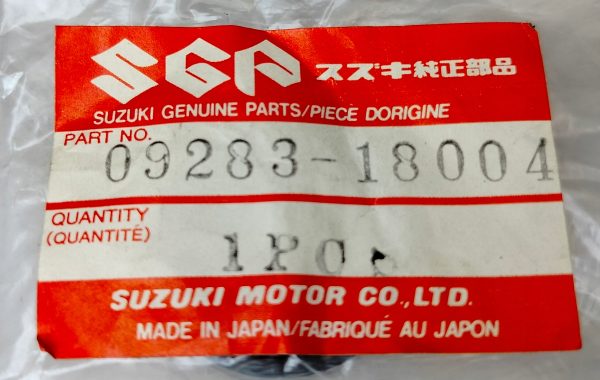 SGP スズキ純正部品
SUZUKI GENUINE PARTS/PIECE DORIGINE
PART NO.
09283-18004
QUANTITY
(QUANTITÉ)
SUZUKI MOTOR CO.,LTD.
MADE IN JAPAN/FABRIQUÉ AU JAPON